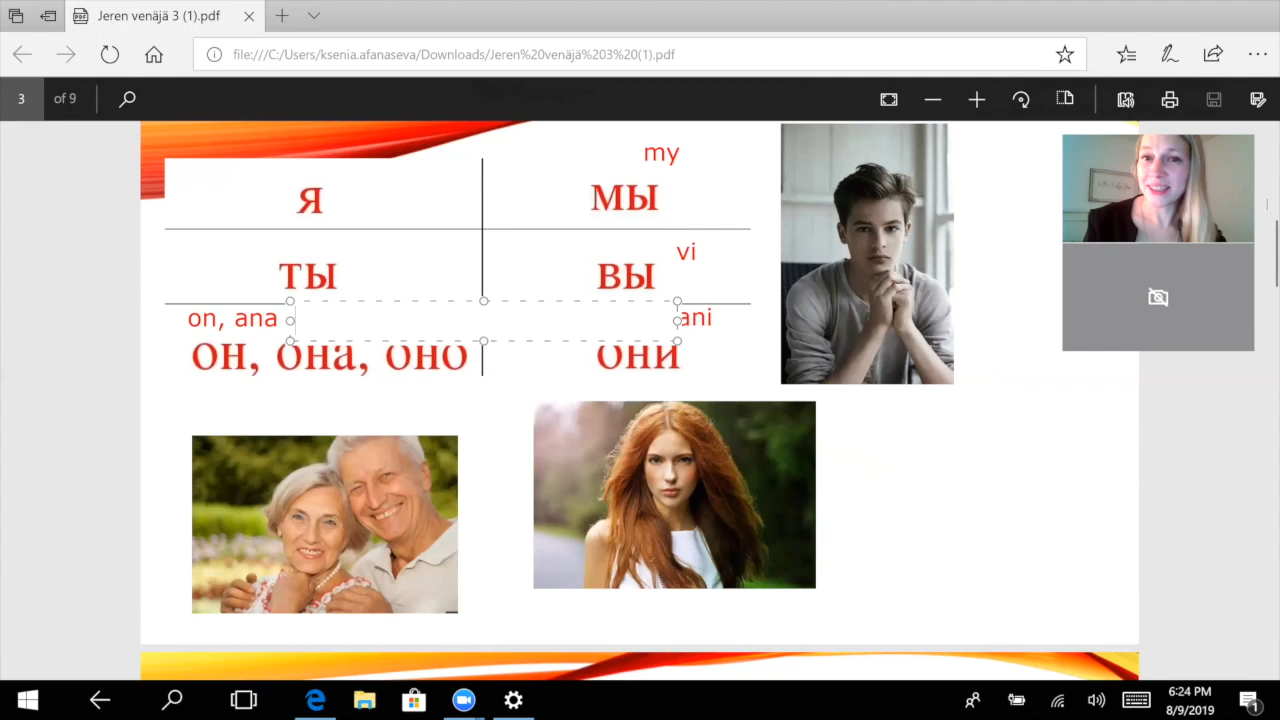 Jeren venäjä 3 (1).pdf
file:///C:/Users/ksenia.afanaseva/Downloads/Jeren%20venäjä%203%20(1).pdf
3 of 9
my
я мы
vi
ты вы
on, ana ani
он, она, оно они
6:24 PM
8/9/2019
1